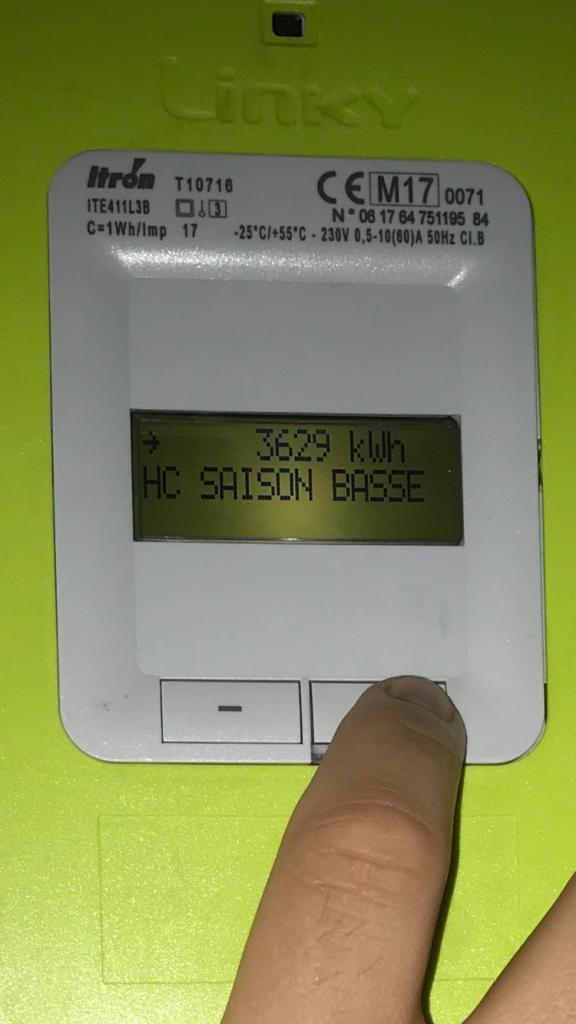 Linky
Itron T10716
CE M17 0071
ITE411L3B 3
N° 06 17 64 751195 84
C=1Wh/Imp 17 -25°C/+55°C - 230V 0,5-10(60)A 50Hz Cl.B
→ 3629 kWh
HC SAISON BASSE
-